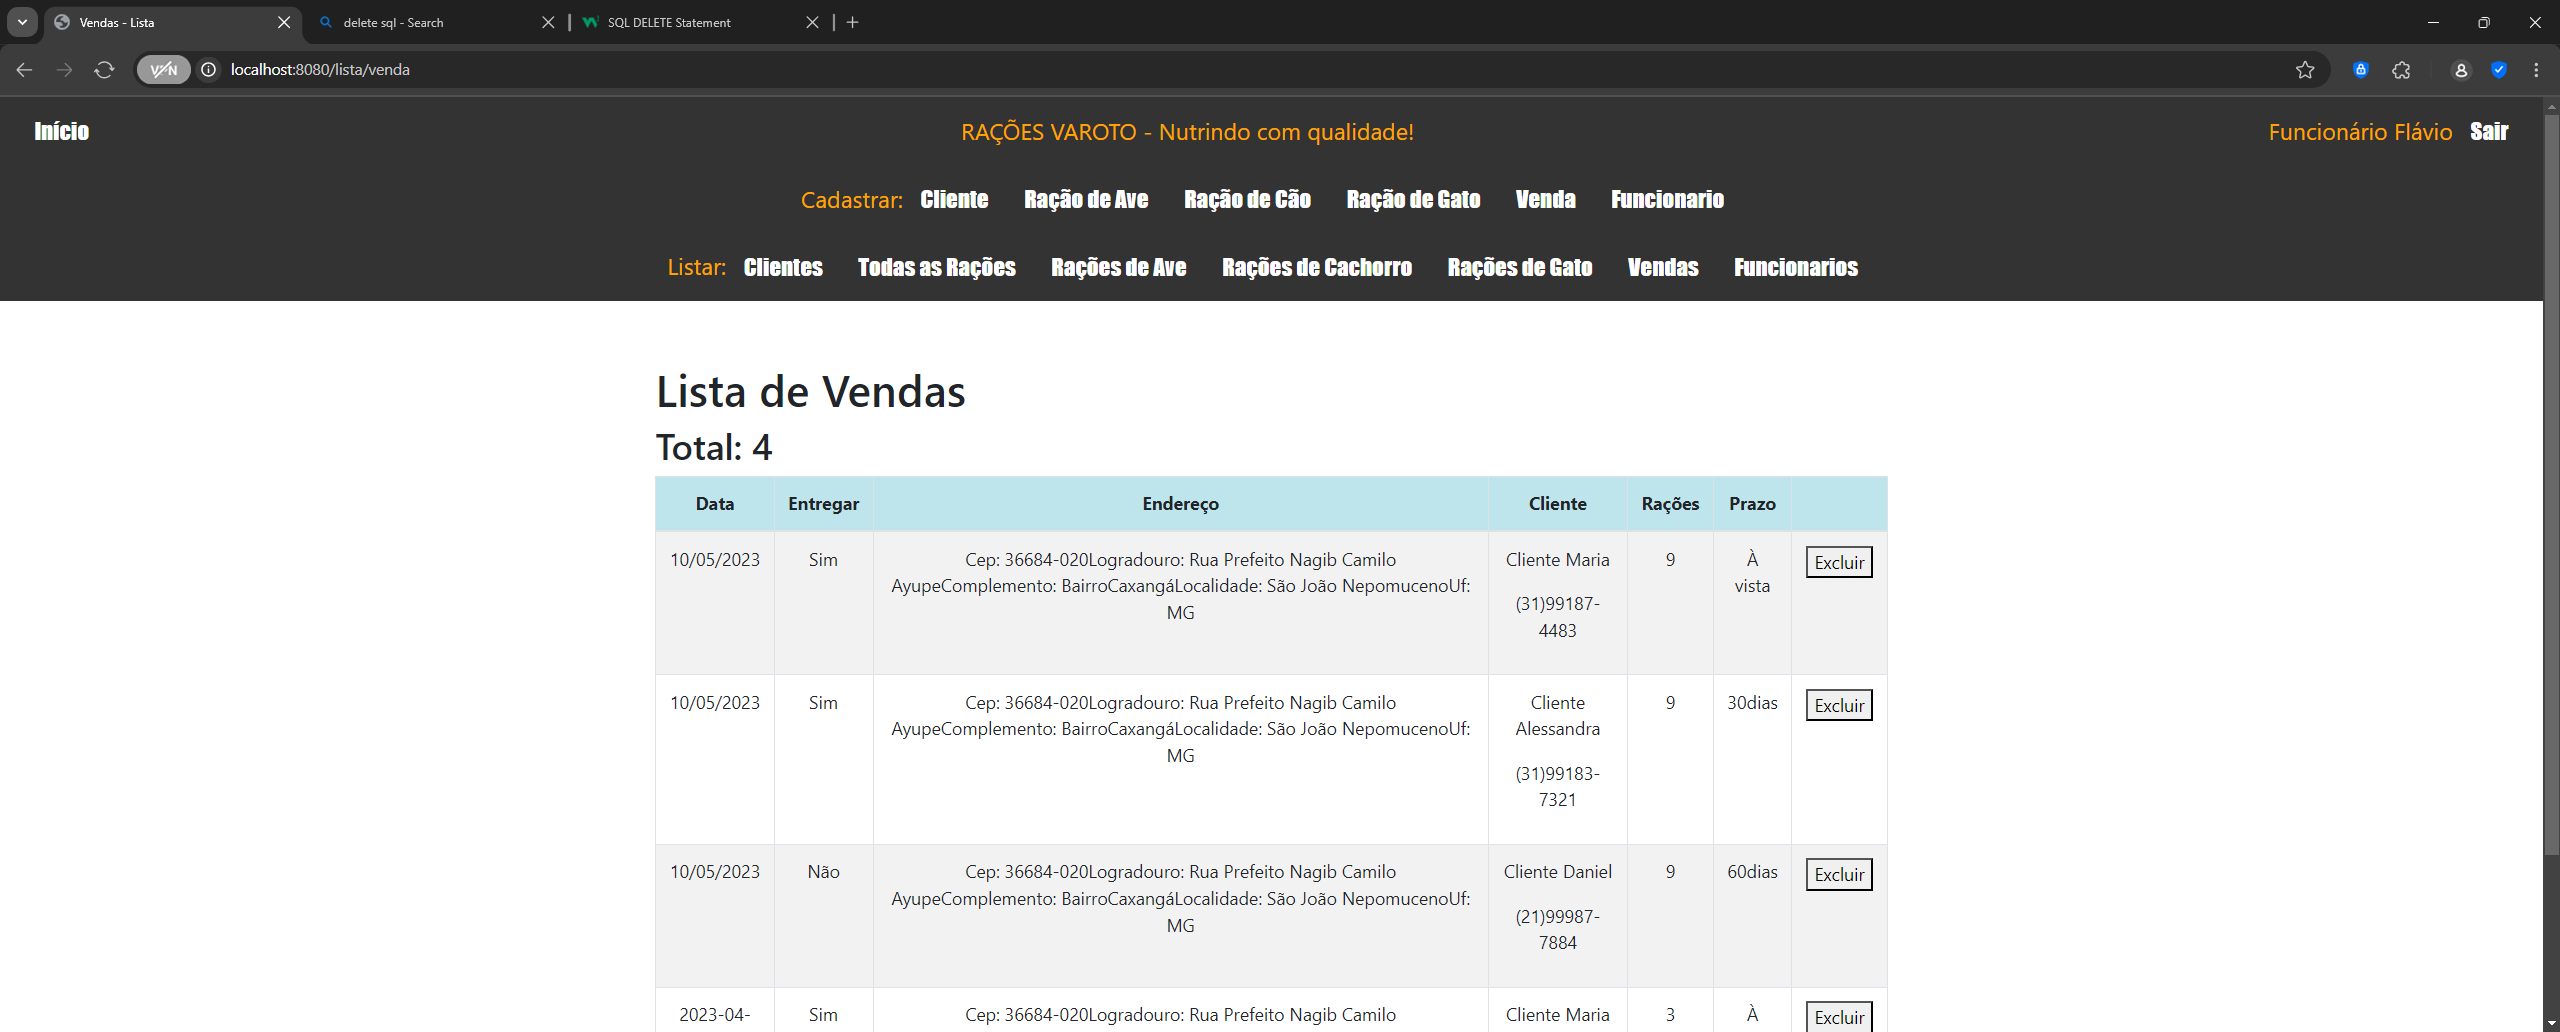 Vendas - Lista
delete sql - Search
SQL DELETE Statement
VPN
localhost:8080/lista/venda
Início
RAÇÕES VAROTO - Nutrindo com qualidade!
Funcionário Flávio Sair
Cadastrar: Cliente Ração de Ave Ração de Cão Ração de Gato Venda Funcionario
Listar: Clientes Todas as Rações Rações de Ave Rações de Cachorro Rações de Gato Vendas Funcionarios
Lista de Vendas
Total: 4
Data Entregar Endereço Cliente Rações Prazo
10/05/2023 Sim Cep: 36684-020Logradouro: Rua Prefeito Nagib Camilo Cliente Maria 9 À Excluir
AyupeComplemento: BairroCaxangáLocalidade: São João NepomucenoUf: vista
MG (31)99187-
4483
10/05/2023 Sim Cep: 36684-020Logradouro: Rua Prefeito Nagib Camilo Cliente 9 30dias Excluir
AyupeComplemento: BairroCaxangáLocalidade: São João NepomucenoUf: Alessandra
MG (31)99183-
7321
10/05/2023 Não Cep: 36684-020Logradouro: Rua Prefeito Nagib Camilo Cliente Daniel 9 60dias Excluir
AyupeComplemento: BairroCaxangáLocalidade: São João NepomucenoUf:
MG (21)99987-
7884
2023-04- Sim Cep: 36684-020Logradouro: Rua Prefeito Nagib Camilo Cliente Maria 3 À Excluir